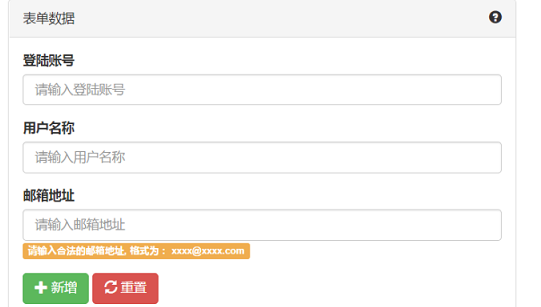 表单数据
登陆账号
请输入登陆账号
用户名称
请输入用户名称
邮箱地址
请输入邮箱地址
请输入合法的邮箱地址, 格式为： xxxx@xxxx.com
新增 重置